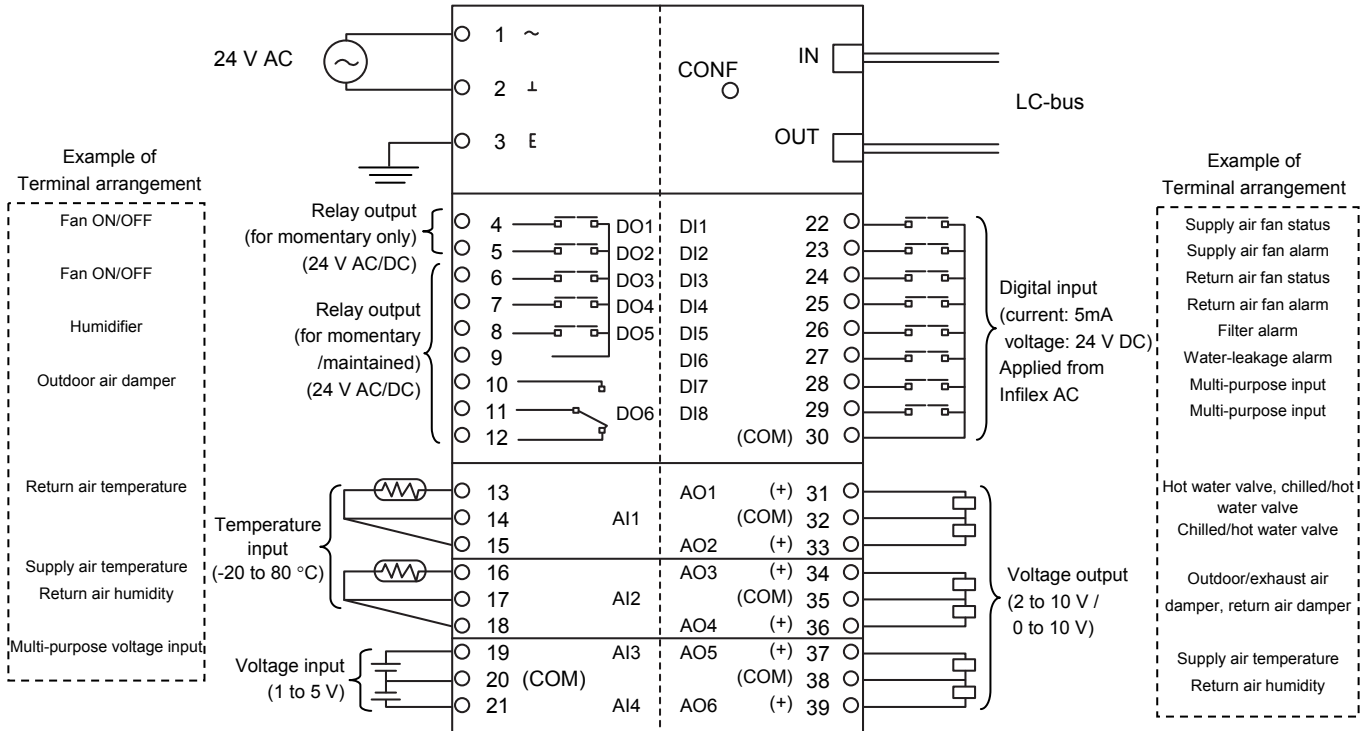 24 V AC
1 ~
2 ⊥
3 E
CONF
IN
OUT
LC-bus
Example of
Terminal arrangement
Fan ON/OFF
Fan ON/OFF
Humidifier
Outdoor air damper
Return air temperature
Supply air temperature
Return air humidity
Multi-purpose voltage input
Relay output
(for momentary only)
(24 V AC/DC)
Relay output
(for momentary
/maintained)
(24 V AC/DC)
Temperature
input
(-20 to 80 °C)
Voltage input
(1 to 5 V)
4 DO1 DI1 22
5 DO2 DI2 23
6 DO3 DI3 24
7 DO4 DI4 25
8 DO5 DI5 26
9 DI6 27
10 DI7 28
11 DO6 DI8 29
12 (COM) 30
13 AO1 (+) 31
14 AI1 (COM) 32
15 AO2 (+) 33
16 AO3 (+) 34
17 AI2 (COM) 35
18 AO4 (+) 36
19 AI3 AO5 (+) 37
20 (COM) (COM) 38
21 AI4 AO6 (+) 39
Digital input
(current: 5mA
voltage: 24 V DC)
Applied from
Infilex AC
Voltage output
(2 to 10 V /
0 to 10 V)
Example of
Terminal arrangement
Supply air fan status
Supply air fan alarm
Return air fan status
Return air fan alarm
Filter alarm
Water-leakage alarm
Multi-purpose input
Multi-purpose input
Hot water valve, chilled/hot
water valve
Chilled/hot water valve
Outdoor/exhaust air
damper, return air damper
Supply air temperature
Return air humidity